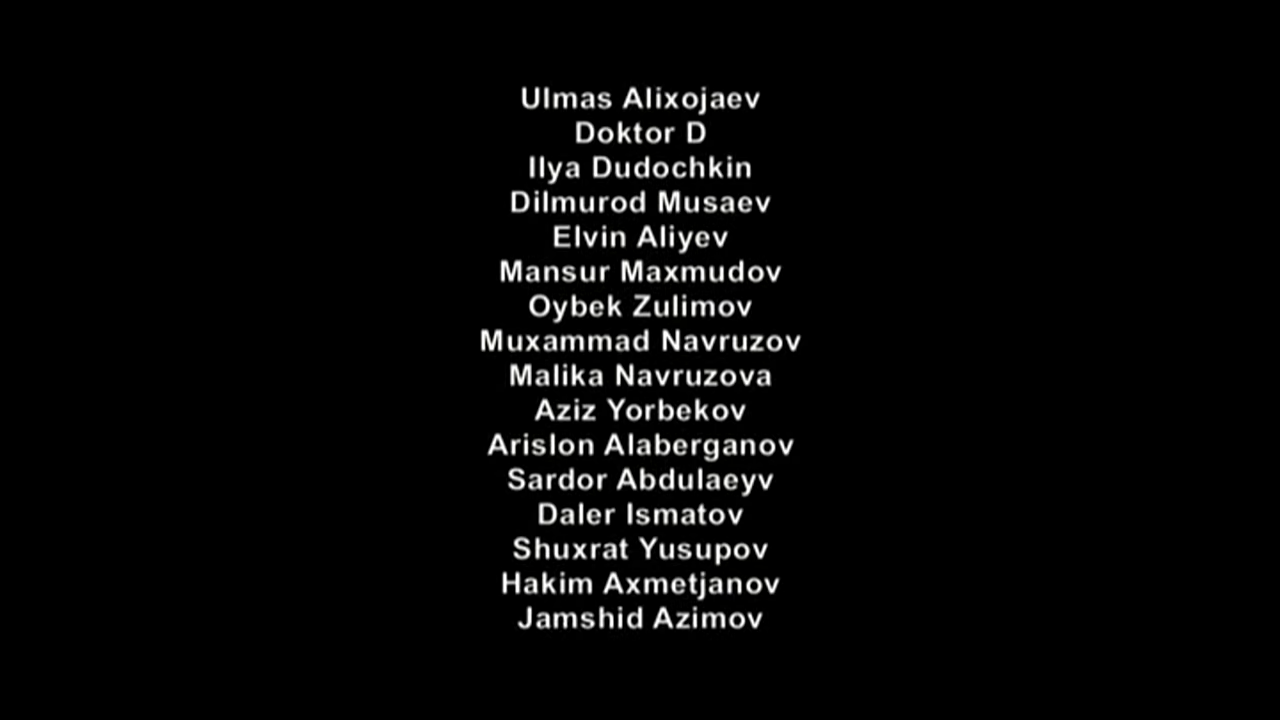 Ulmas Alixojaev
Doktor D
Ilya Dudochkin
Dilmurod Musaev
Elvin Aliyev
Mansur Maxmudov
Oybek Zulimov
Muxammad Navruzov
Malika Navruzova
Aziz Yorbekov
Arislon Alaberganov
Sardor Abdulaeyv
Daler Ismatov
Shuxrat Yusupov
Hakim Axmetjanov
Jamshid Azimov